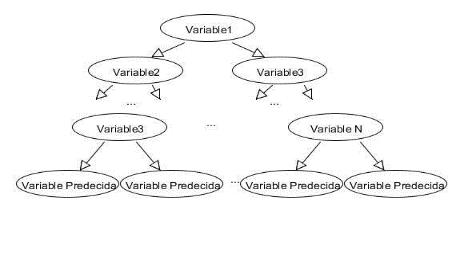 Variable1
Variable2
Variable3
...
...
...
Variable3
Variable N
Variable Predecida
Variable Predecida
...
Variable Predecida
Variable Predecida